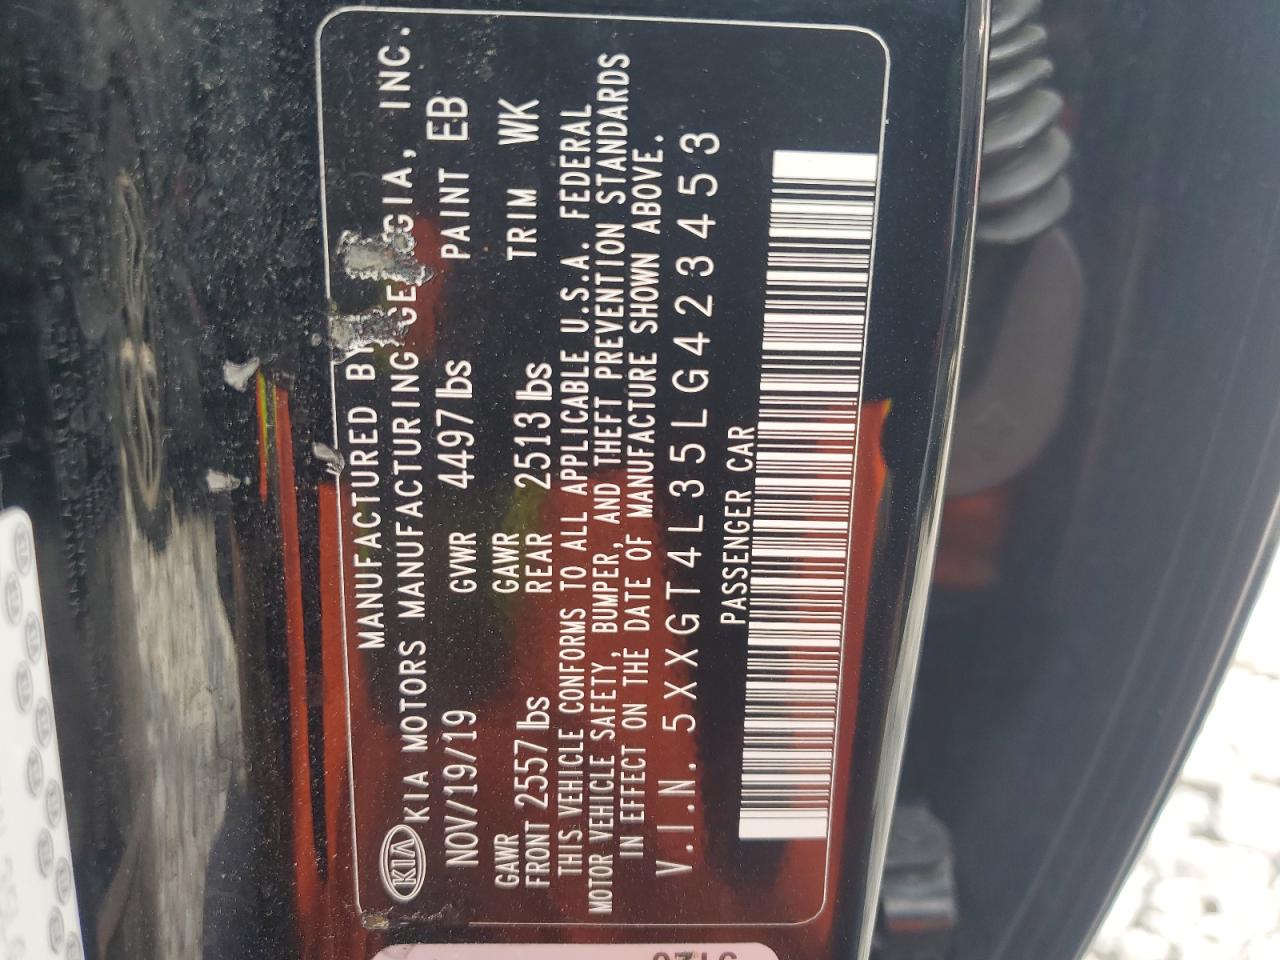 MANUFACTURED BY
KIA KIA MOTORS MANUFACTURING GEORGIA, INC.
NOV/19/19 GVWR 4497 lbs PAINT EB
GAWR GAWR
FRONT 2557 lbs REAR 2513 lbs TRIM WK
THIS VEHICLE CONFORMS TO ALL APPLICABLE U.S.A. FEDERAL
MOTOR VEHICLE SAFETY, BUMPER, AND THEFT PREVENTION STANDARDS
IN EFFECT ON THE DATE OF MANUFACTURE SHOWN ABOVE.
V.I.N. 5XXGT4L35LG423453
PASSENGER CAR